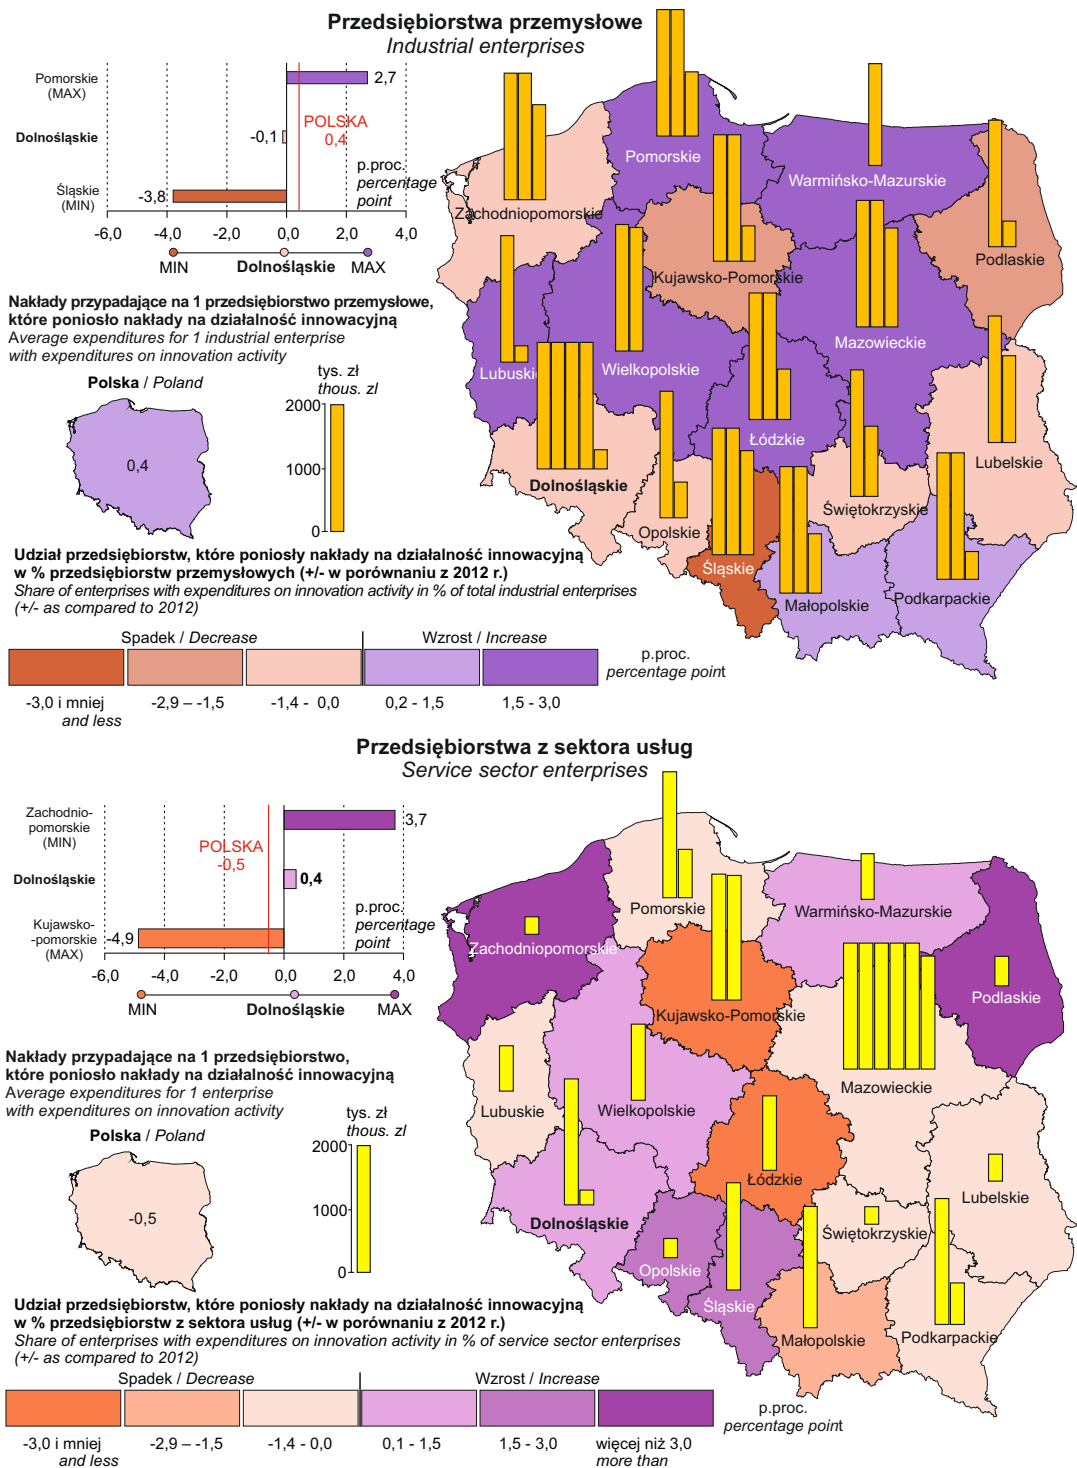 Przedsiębiorstwa przemysłowe
Industrial enterprises
Pomorskie
(MAX)
2,7
Dolnośląskie
-0,1
POLSKA
0,4
Śląskie
(MIN)
-3,8
p.proc.
percentage
point
-6,0 -4,0 -2,0 0,0 2,0 4,0
MIN Dolnośląskie MAX
Nakłady przypadające na 1 przedsiębiorstwo przemysłowe,
które poniosło nakłady na działalność innowacyjną
Average expenditures for 1 industrial enterprise
with expenditures on innovation activity
Polska / Poland
0,4
tys. zł
thous. zl
2000
1000
0
Pomorskie
Warmińsko-Mazurskie
Zachodniopomorskie
Podlaskie
Kujawsko-Pomorskie
Mazowieckie
Lubuskie
Wielkopolskie
Łódzkie
Lubelskie
Dolnośląskie
Świętokrzyskie
Opolskie
Śląskie
Małopolskie
Podkarpackie
Udział przedsiębiorstw, które poniosły nakłady na działalność innowacyjną
w % przedsiębiorstw przemysłowych (+/- w porównaniu z 2012 r.)
Share of enterprises with expenditures on innovation activity in % of total industrial enterprises
(+/- as compared to 2012)
Spadek / Decrease Wzrost / Increase
p.proc.
percentage point
-3,0 i mniej -2,9 – -1,5 -1,4 - 0,0 0,2 - 1,5 1,5 - 3,0
and less
Przedsiębiorstwa z sektora usług
Service sector enterprises
Zachodnio-
pomorskie
(MIN)
3,7
POLSKA
-0,5
Dolnośląskie
0,4
Kujawsko-
-pomorskie
(MAX)
-4,9
p.proc.
percentage
point
-6,0 -4,0 -2,0 0,0 2,0 4,0
MIN Dolnośląskie MAX
Nakłady przypadające na 1 przedsiębiorstwo,
które poniosło nakłady na działalność innowacyjną
Average expenditures for 1 enterprise
with expenditures on innovation activity
Polska / Poland
-0,5
tys. zł
thous. zl
2000
1000
0
Pomorskie
Warmińsko-Mazurskie
Zachodniopomorskie
Podlaskie
Kujawsko-Pomorskie
Mazowieckie
Lubuskie
Wielkopolskie
Łódzkie
Lubelskie
Dolnośląskie
Świętokrzyskie
Opolskie
Śląskie
Małopolskie
Podkarpackie
Udział przedsiębiorstw, które poniosły nakłady na działalność innowacyjną
w % przedsiębiorstw z sektora usług (+/- w porównaniu z 2012 r.)
Share of enterprises with expenditures on innovation activity in % of service sector enterprises
(+/- as compared to 2012)
Spadek / Decrease Wzrost / Increase
p.proc.
percentage point
-3,0 i mniej -2,9 – -1,5 -1,4 - 0,0 0,1 - 1,5 1,5 - 3,0 więcej niż 3,0
and less more than